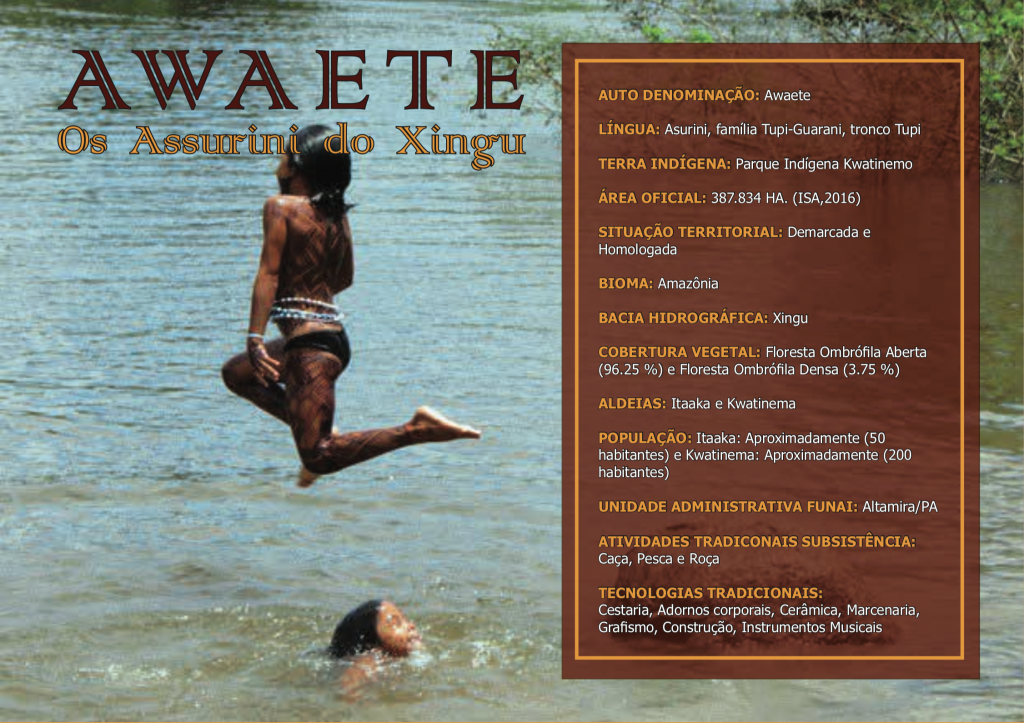 AWAETE
Os Assurini do Xingu
AUTO DENOMINAÇÃO: Awaete
LÍNGUA: Asurini, família Tupi-Guarani, tronco Tupi
TERRA INDÍGENA: Parque Indígena Kwatinemo
ÁREA OFICIAL: 387.834 HA. (ISA,2016)
SITUAÇÃO TERRITORIAL: Demarcada e
Homologada
BIOMA: Amazônia
BACIA HIDROGRÁFICA: Xingu
COBERTURA VEGETAL: Floresta Ombrófila Aberta
(96.25 %) e Floresta Ombrófila Densa (3.75 %)
ALDEIAS: Itaaka e Kwatinema
POPULAÇÃO: Itaaka: Aproximadamente (50
habitantes) e Kwatinema: Aproximadamente (200
habitantes)
UNIDADE ADMINISTRATIVA FUNAI: Altamira/PA
ATIVIDADES TRADICONAIS SUBSISTÊNCIA:
Caça, Pesca e Roça
TECNOLOGIAS TRADICIONAIS:
Cestaria, Adornos corporais, Cerâmica, Marcenaria,
Grafismo, Construção, Instrumentos Musicais